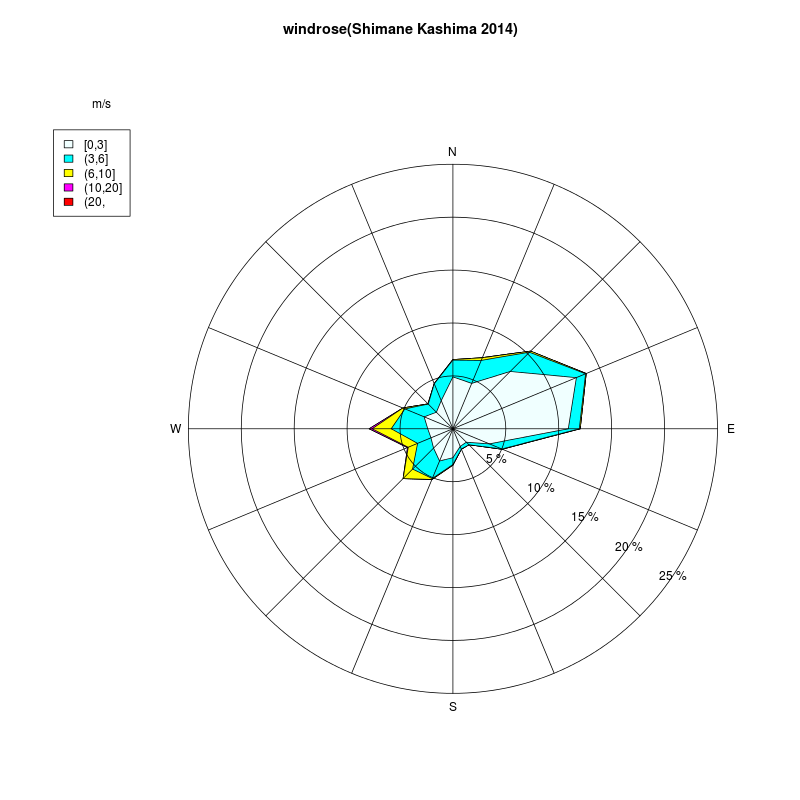 windrose(Shimane Kashima 2014)
m/s
[0,3]
(3,6]
(6,10]
(10,20]
(20,
N
W
E
5 %
10 %
15 %
20 %
25 %
S